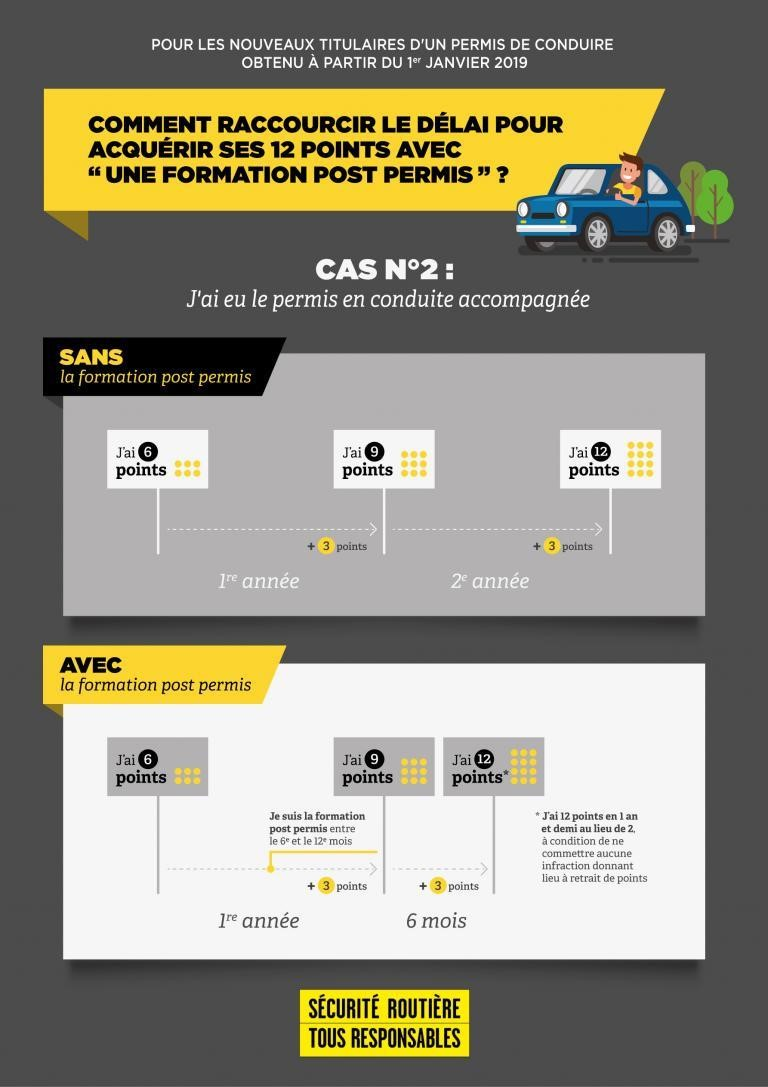 POUR LES NOUVEAUX TITULAIRES D'UN PERMIS DE CONDUIRE
OBTENU À PARTIR DU 1er JANVIER 2019
COMMENT RACCOURCIR LE DÉLAI POUR
ACQUÉRIR SES 12 POINTS AVEC
“ UNE FORMATION POST PERMIS ” ?
CAS N°2 :
J'ai eu le permis en conduite accompagnée
SANS
la formation post permis
J'ai 6
points
J'ai 9
points
J'ai 12
points
+ 3 points
+ 3 points
1re année
2e année
AVEC
la formation post permis
J'ai 6
points
J'ai 9
points
J'ai 12
points*
Je suis la formation
post permis entre
le 6e et le 12e mois
* J'ai 12 points en 1 an
et demi au lieu de 2,
à condition de ne
commettre aucune
infraction donnant
lieu à retrait de points
+ 3 points
+ 3 points
1re année
6 mois
SÉCURITÉ ROUTIÈRE
TOUS RESPONSABLES